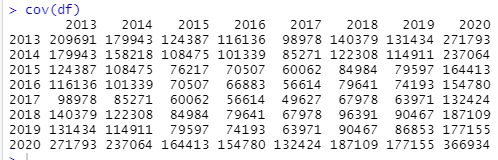 > cov(df)
2013 2014 2015 2016 2017 2018 2019 2020
2013 209691 179943 124387 116136 98978 140379 131434 271793
2014 179943 158218 108475 101339 85271 122308 114911 237064
2015 124387 108475 76217 70507 60062 84984 79597 164413
2016 116136 101339 70507 66883 56614 79641 74193 154780
2017 98978 85271 60062 56614 49627 67978 63971 132424
2018 140379 122308 84984 79641 67978 96391 90467 187109
2019 131434 114911 79597 74193 63971 90467 86853 177155
2020 271793 237064 164413 154780 132424 187109 177155 366934
>